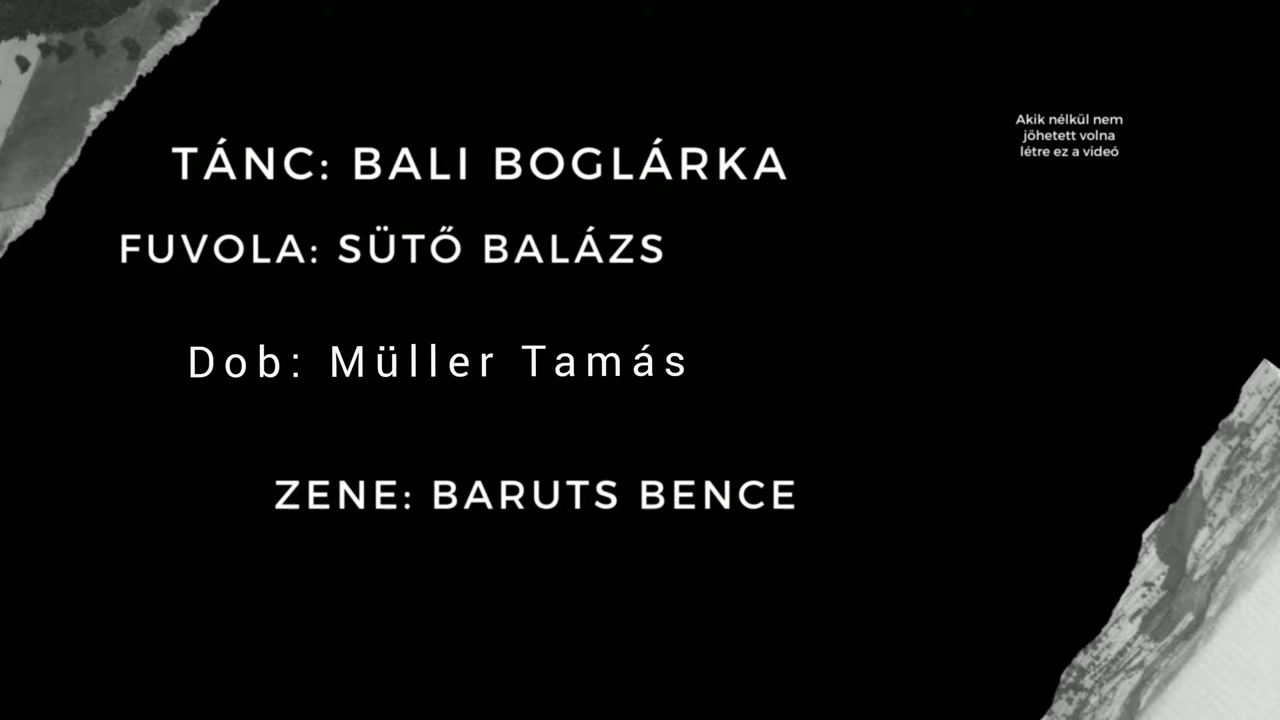 TÁNC: BALI BOGLÁRKA
FUVOLA: SÜTŐ BALÁZS
Dob: Müller Tamás
ZENE: BARUTS BENCE
Akik nélkül nem
jöhetett volna
létre ez a videó